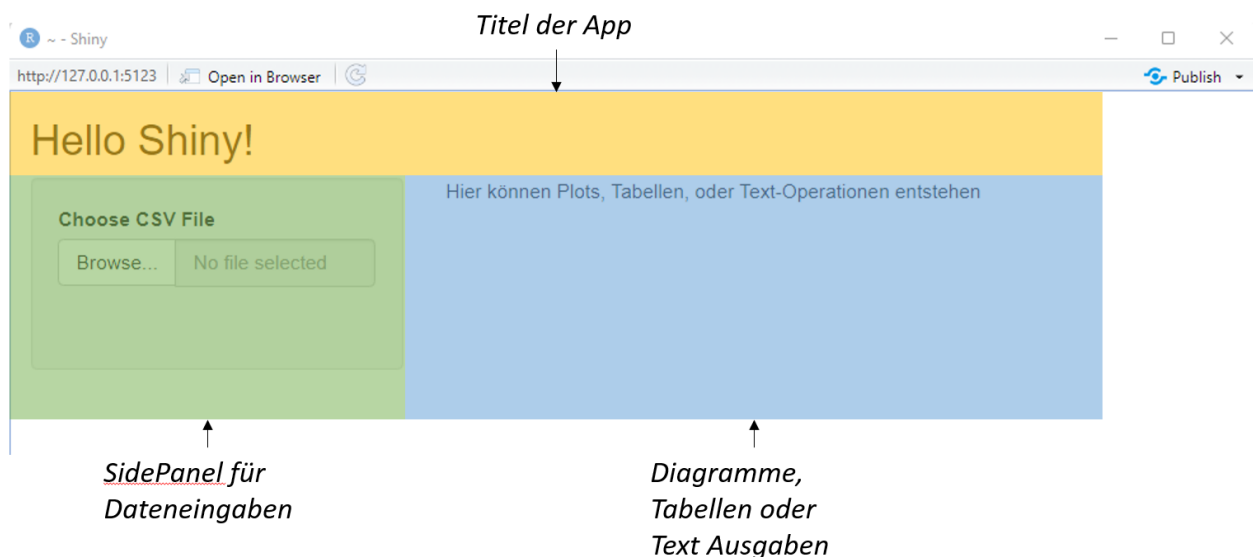 Titel der App
R ~ - Shiny
http://127.0.0.1:5123 Open in Browser Publish
Hello Shiny!
Hier können Plots, Tabellen, oder Text-Operationen entstehen
Choose CSV File
Browse... No file selected
SidePanel für
Dateneingaben
Diagramme,
Tabellen oder
Text Ausgaben